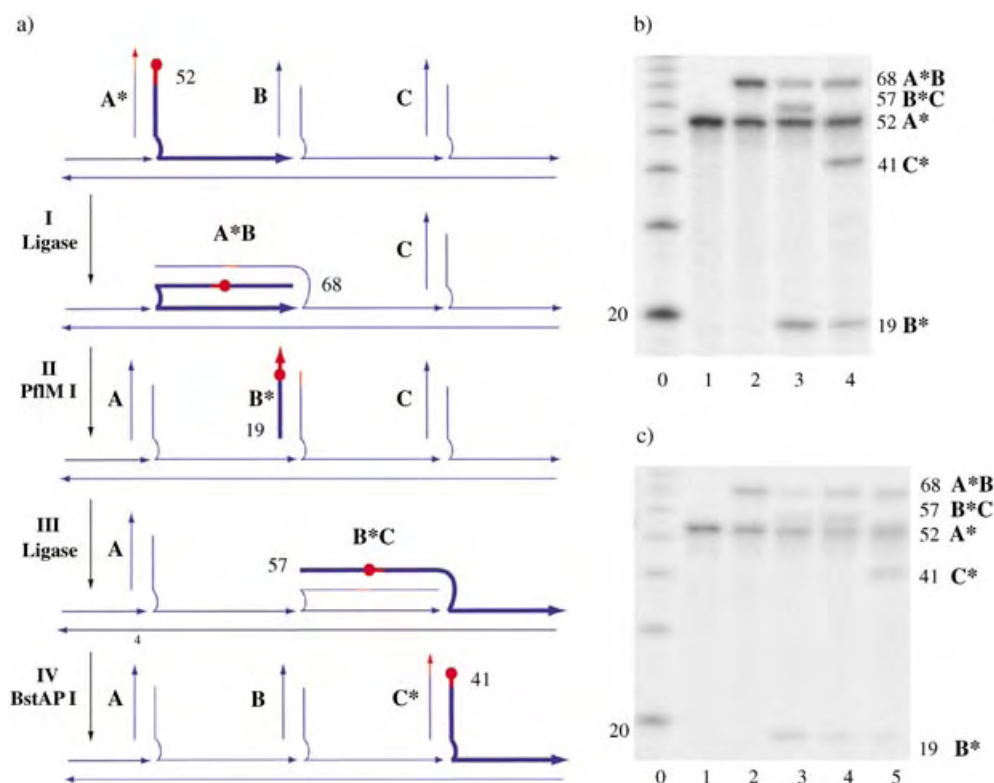 a)
52
A*
B
C
I
Ligase
A*B
C
68
II
PflM I
A
B*
C
19
III
Ligase
A
B*C
57
4
IV
BstAP I
A
B
C*
41
b)
68 A*B
57 B*C
52 A*
41 C*
20
19 B*
0 1 2 3 4
c)
68 A*B
57 B*C
52 A*
41 C*
20
19 B*
0 1 2 3 4 5